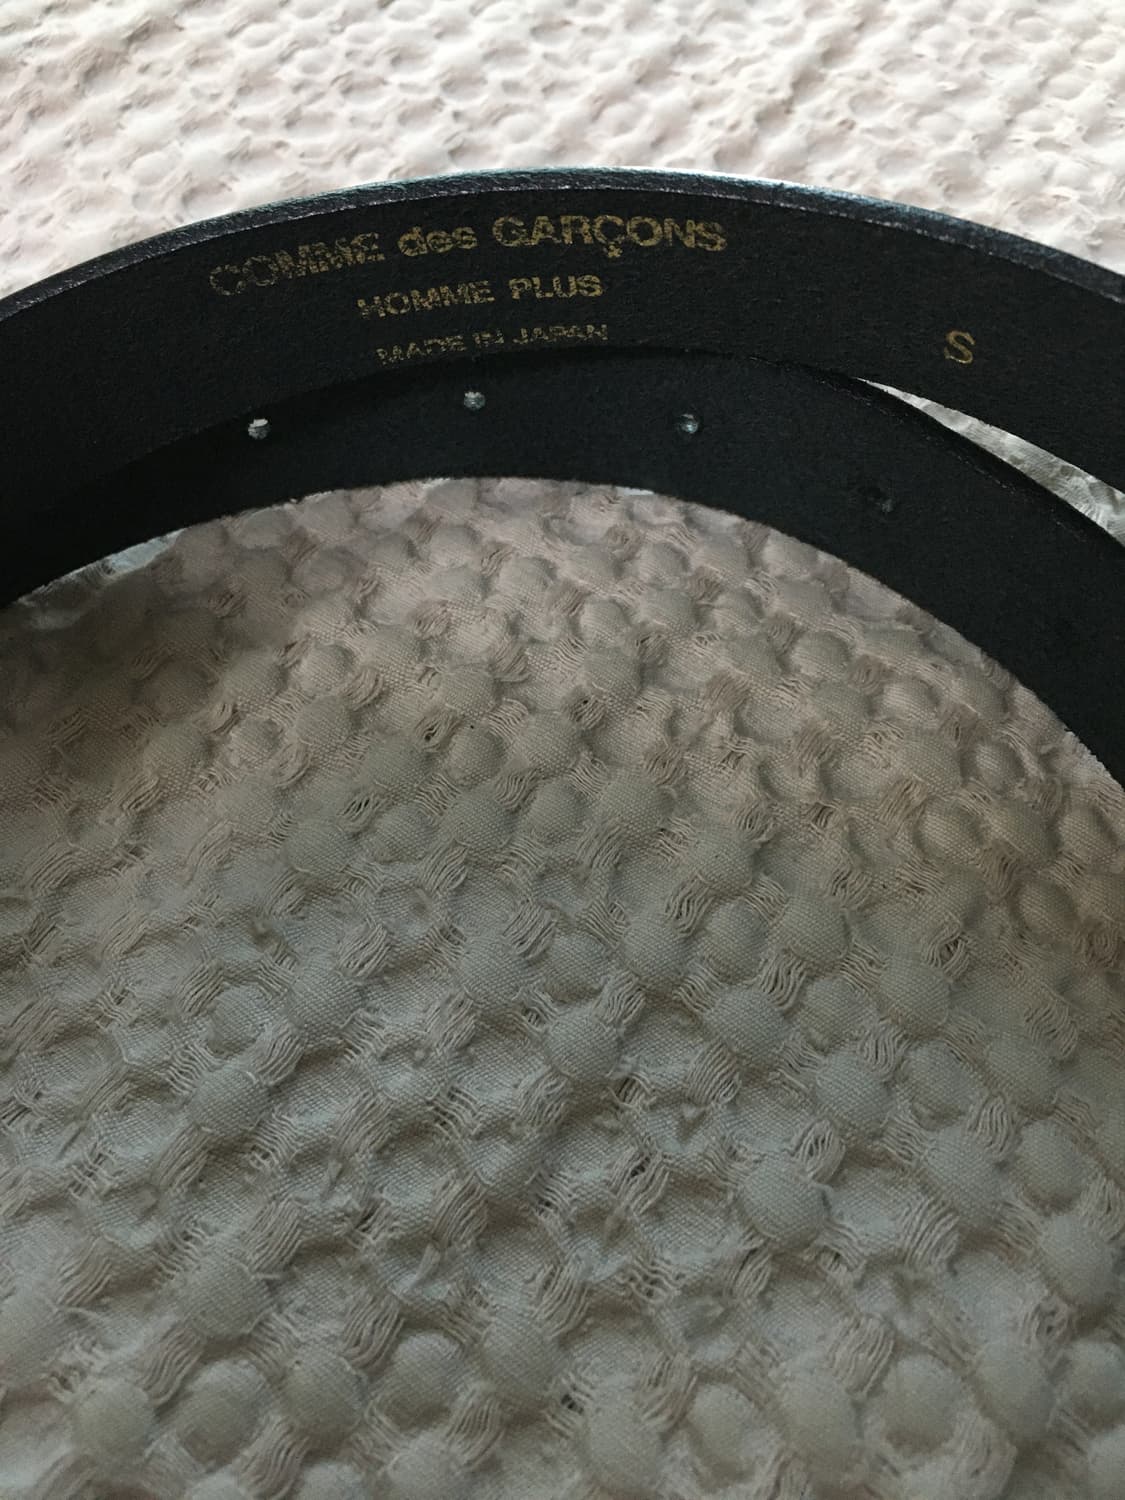 COMME des GARÇONS
HOMME PLUS
MADE IN JAPAN
S